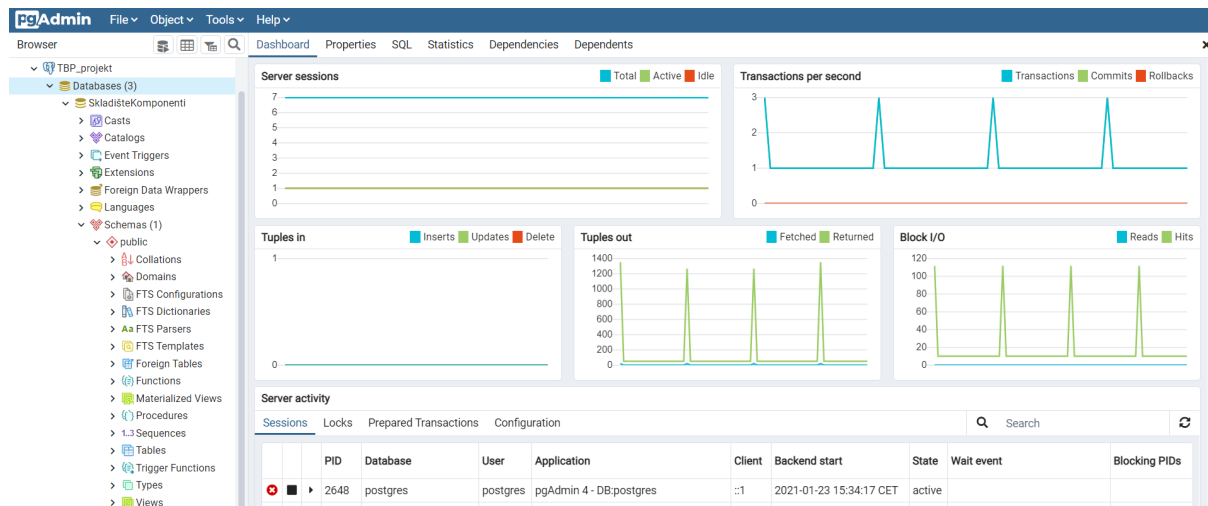 pgAdmin File Object Tools Help
Browser
Dashboard Properties SQL Statistics Dependencies Dependents
TBP_projekt
Databases (3)
SkladišteKomponenti
Casts
Catalogs
Event Triggers
Extensions
Foreign Data Wrappers
Languages
Schemas (1)
public
Collations
Domains
FTS Configurations
FTS Dictionaries
FTS Parsers
FTS Templates
Foreign Tables
Functions
Materialized Views
Procedures
1..3 Sequences
Tables
Trigger Functions
Types
Views
Server sessions Total Active Idle
7
6
5
4
3
2
1
0
Transactions per second Transactions Commits Rollbacks
3
2
1
0
Tuples in Inserts Updates Delete
1
0
Tuples out Fetched Returned
1400
1200
1000
800
600
400
200
0
Block I/O Reads Hits
120
100
80
60
40
20
0
Server activity
Sessions Locks Prepared Transactions Configuration Search
PID Database User Application Client Backend start State Wait event Blocking PIDs
2648 postgres postgres pgAdmin 4 - DB:postgres ::1 2021-01-23 15:34:17 CET active